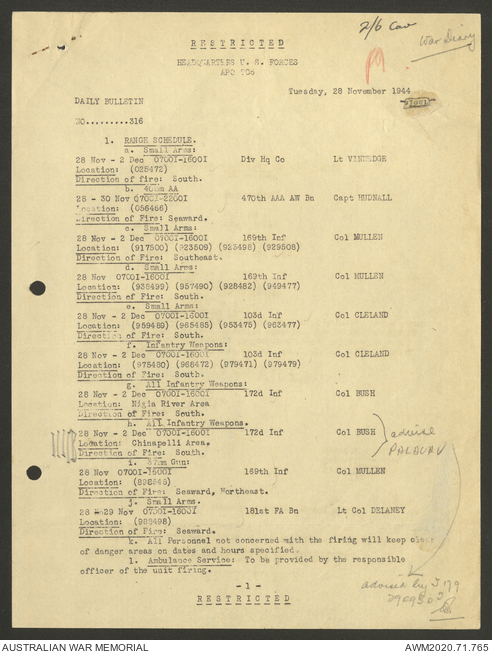 2/6 Cav
War Diary
RESTRICTED
HEADQUARTERS U. S. FORCES
APO 706
Tuesday, 28 November 1944
DAILY BULLETIN
NO.........316
1. RANGE SCHEDULE.
a. Small Arms:
28 Nov - 2 Dec 0700I-1600I Div Hq Co Lt VINEDGE
Location: (025472)
Direction of fire: South.
b. 40mm AA
28 - 30 Nov 0700I-2200I 470th AAA AW Bn Capt HUDNALL
Location: (056466)
Direction of Fire: Seaward.
c. Small Arms:
28 Nov - 2 Dec 0700I-1600I 169th Inf Col MULLEN
Location: (917500) (923509) (923498) (929508)
Direction of Fire: Southeast.
d. Small Arms:
28 Nov 0700I-1600I 169th Inf Col MULLEN
Location: (938499) (957490) (928482) (949477)
Direction of Fire: South.
e. Small Arms:
28 Nov - 2 Dec 0700I-1600I 103d Inf Col CLELAND
Location: (959489) (965485) (953475) (963477)
Direction of Fire: South.
f. Infantry Weapons:
28 Nov - 2 Dec 0700I-1600I 103d Inf Col CLELAND
Location: (975480) (968472) (979471) (979479)
Direction of Fire: South.
g. All Infantry Weapons:
28 Nov - 2 Dec 0700I-1600I 172d Inf Col BUSH
Location: Nigia River Area
Direction of Fire: South.
h. All Infantry Weapons.
28 Nov - 2 Dec 0700I-1600I 172d Inf Col BUSH advise
Location: Chinapelli Area. PALAUAU
Direction of Fire: South.
i. 37mm Gun:
28 Nov 0700I-1600I 169th Inf Col MULLEN
Location: (898545)
Direction of Fire: Seaward, Northeast.
j. Small Arms.
28 - 29 Nov 0700I-1600I 181st FA Bn Lt Col DELANEY
Location: (988498)
Direction of Fire: Seaward.
k. All Personnel not concerned with the firing will keep clear
of danger areas on dates and hours specified.
l. Ambulance Service: To be provided by the responsible
officer of the unit firing.
advised by
-1-
RESTRICTED
AUSTRALIAN WAR MEMORIAL AWM2020.71.765